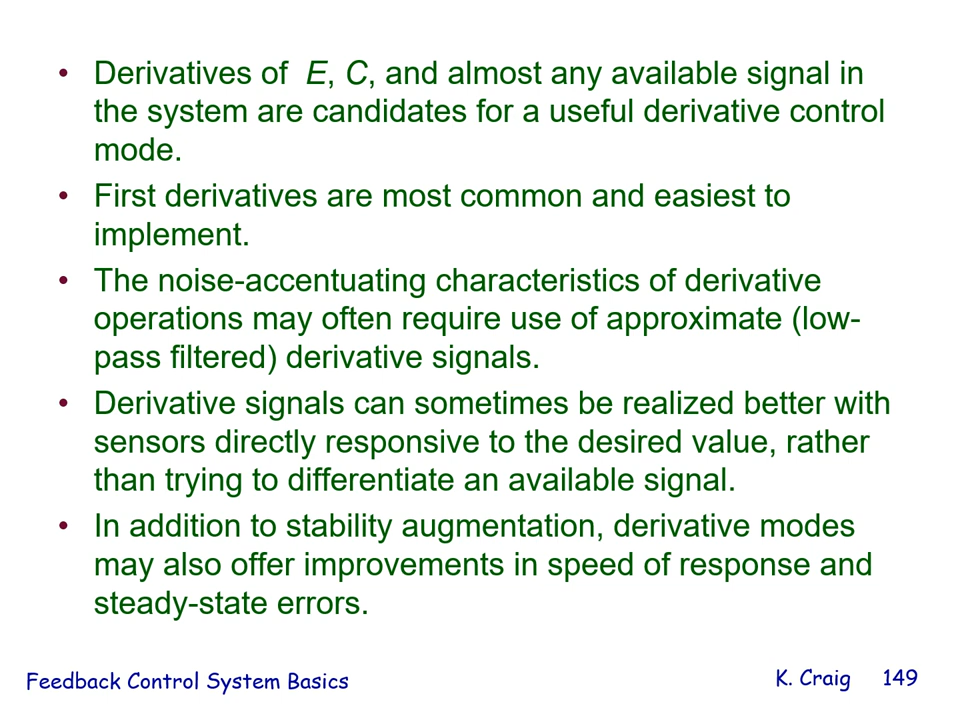 • Derivatives of E, C, and almost any available signal in
the system are candidates for a useful derivative control
mode.
• First derivatives are most common and easiest to
implement.
• The noise-accentuating characteristics of derivative
operations may often require use of approximate (low-
pass filtered) derivative signals.
• Derivative signals can sometimes be realized better with
sensors directly responsive to the desired value, rather
than trying to differentiate an available signal.
• In addition to stability augmentation, derivative modes
may also offer improvements in speed of response and
steady-state errors.
Feedback Control System Basics
K. Craig 149